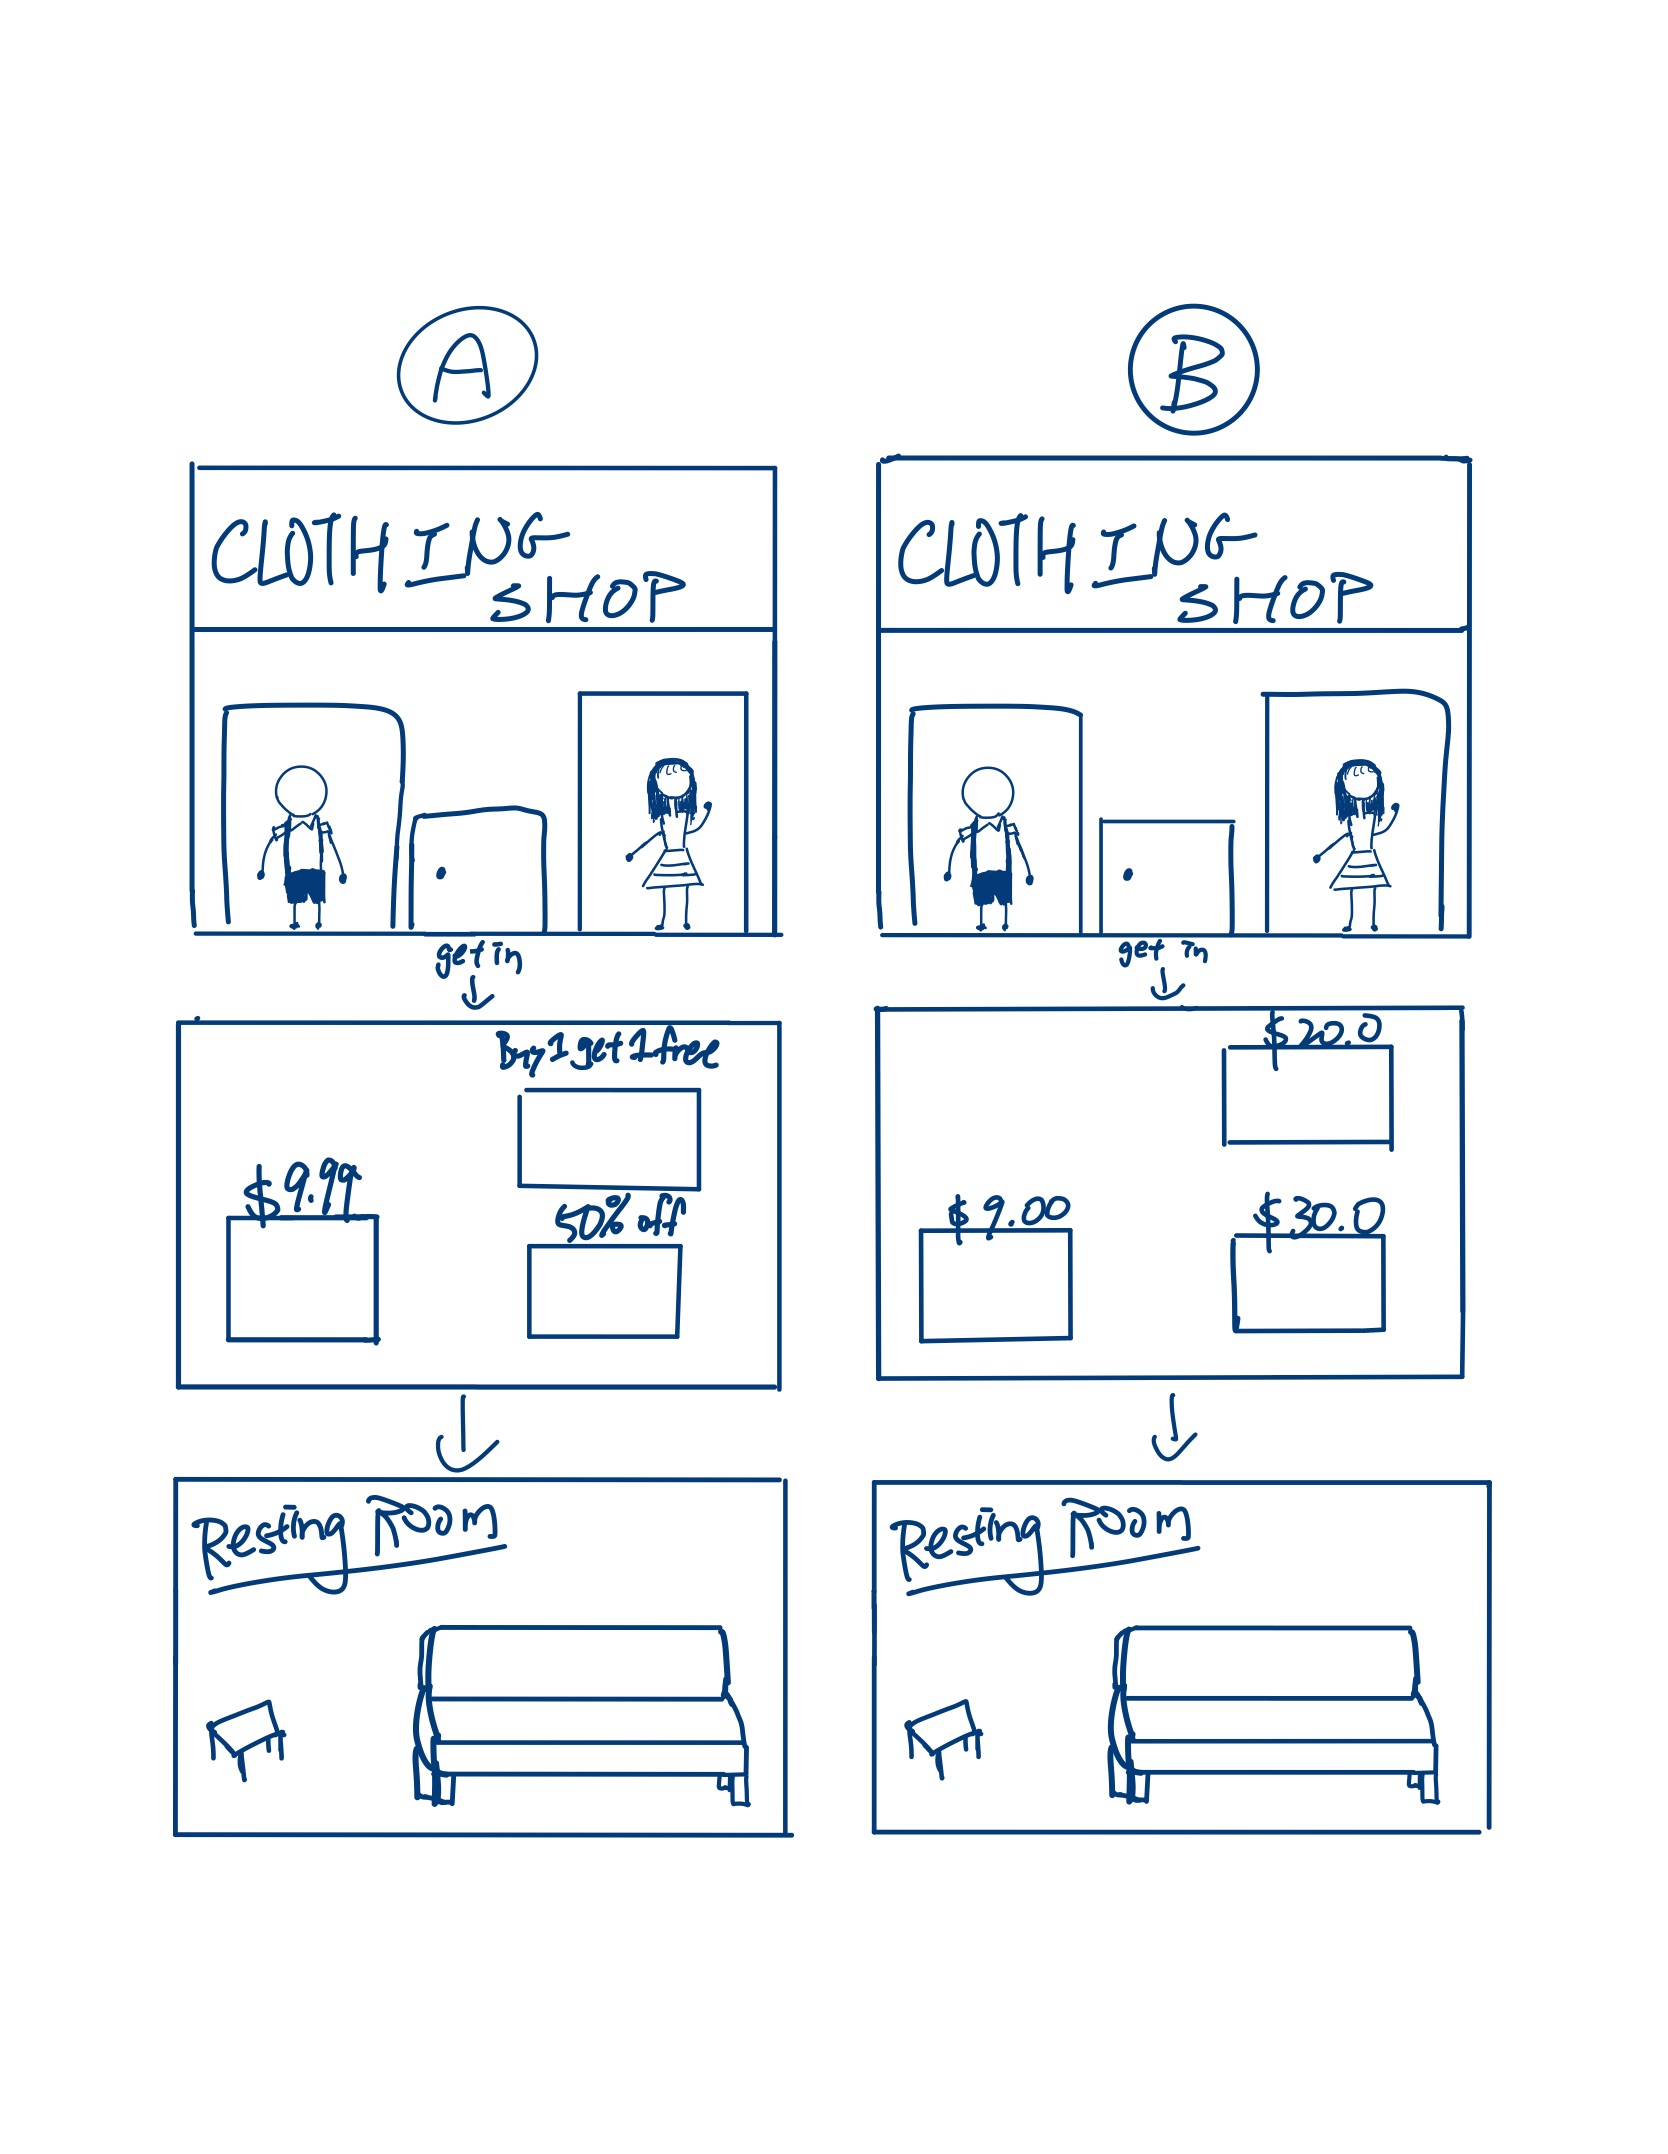 A
CLOTHING
SHOP
get in
Buy 1 get 1 free
$9.99
50% off
Resting Room
B
CLOTHING
SHOP
get in
$20.0
$9.00
$30.0
Resting Room